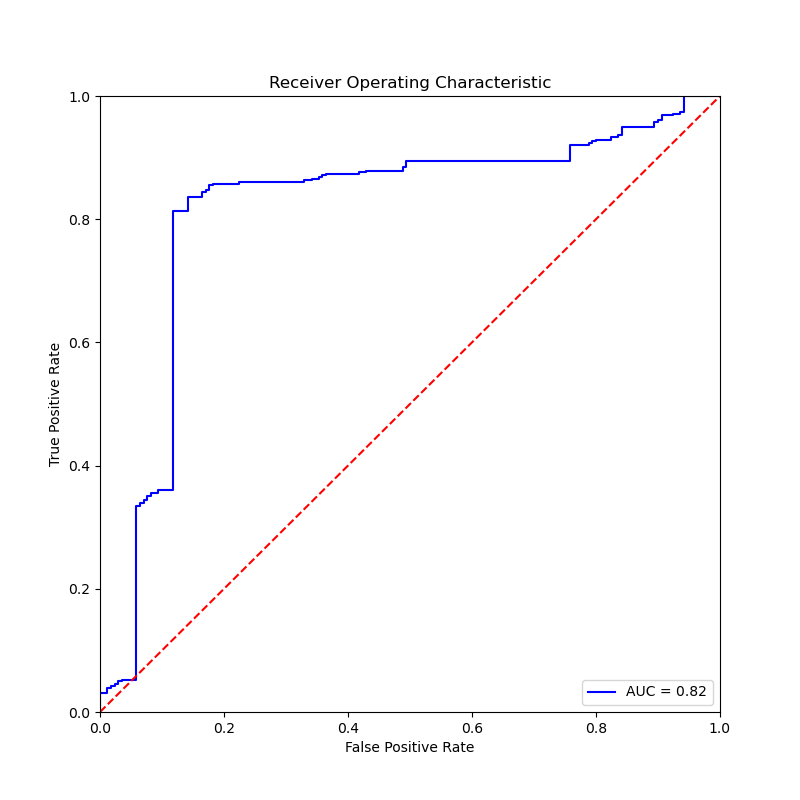 Receiver Operating Characteristic
1.0
0.8
0.6
0.4
0.2
0.0
True Positive Rate
AUC = 0.82
0.0 0.2 0.4 0.6 0.8 1.0
False Positive Rate